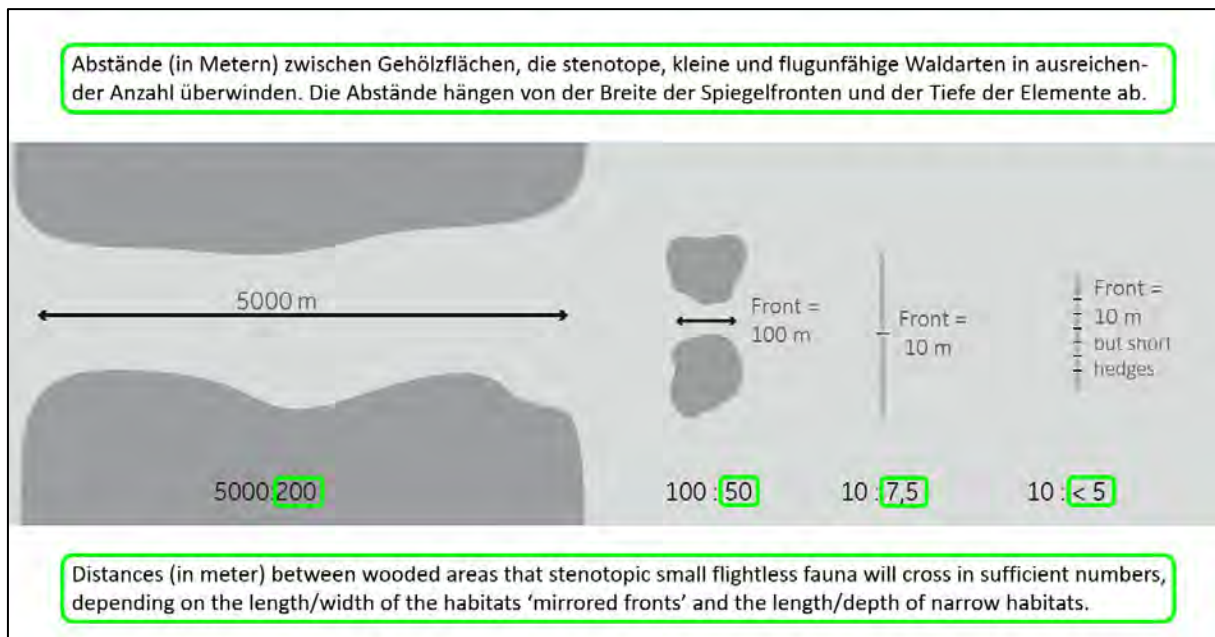 Abstände (in Metern) zwischen Gehölzflächen, die stenotope, kleine und flugunfähige Waldarten in ausreichen-
der Anzahl überwinden. Die Abstände hängen von der Breite der Spiegelfronten und der Tiefe der Elemente ab.
5000 m
Front =
100 m
Front =
10 m
Front =
10 m
but short
hedges
5000:200
100 : 50
10 : 7,5
10 : < 5
Distances (in meter) between wooded areas that stenotopic small flightless fauna will cross in sufficient numbers,
depending on the length/width of the habitats ‘mirrored fronts’ and the length/depth of narrow habitats.